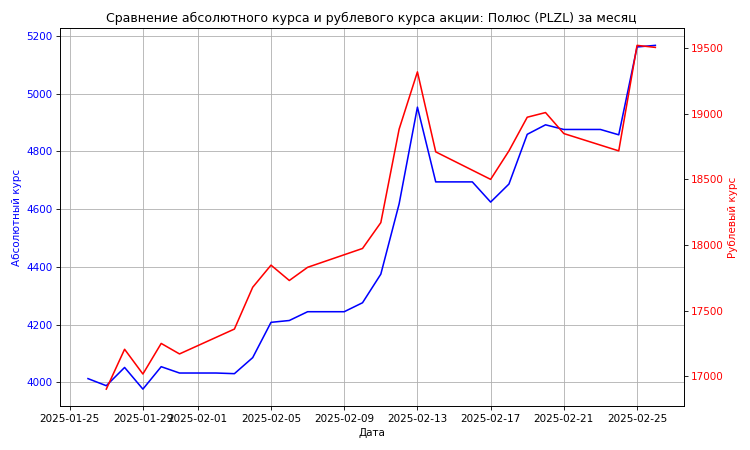 Сравнение абсолютного курса и рублевого курса акции: Полюс (PLZL) за месяц
5200
5000
4800
4600
4400
4200
4000
Абсолютный курс
19500
19000
18500
18000
17500
17000
Рублевый курс
2025-01-25 2025-01-29 2025-02-01 2025-02-05 2025-02-09 2025-02-13 2025-02-17 2025-02-21 2025-02-25
Дата